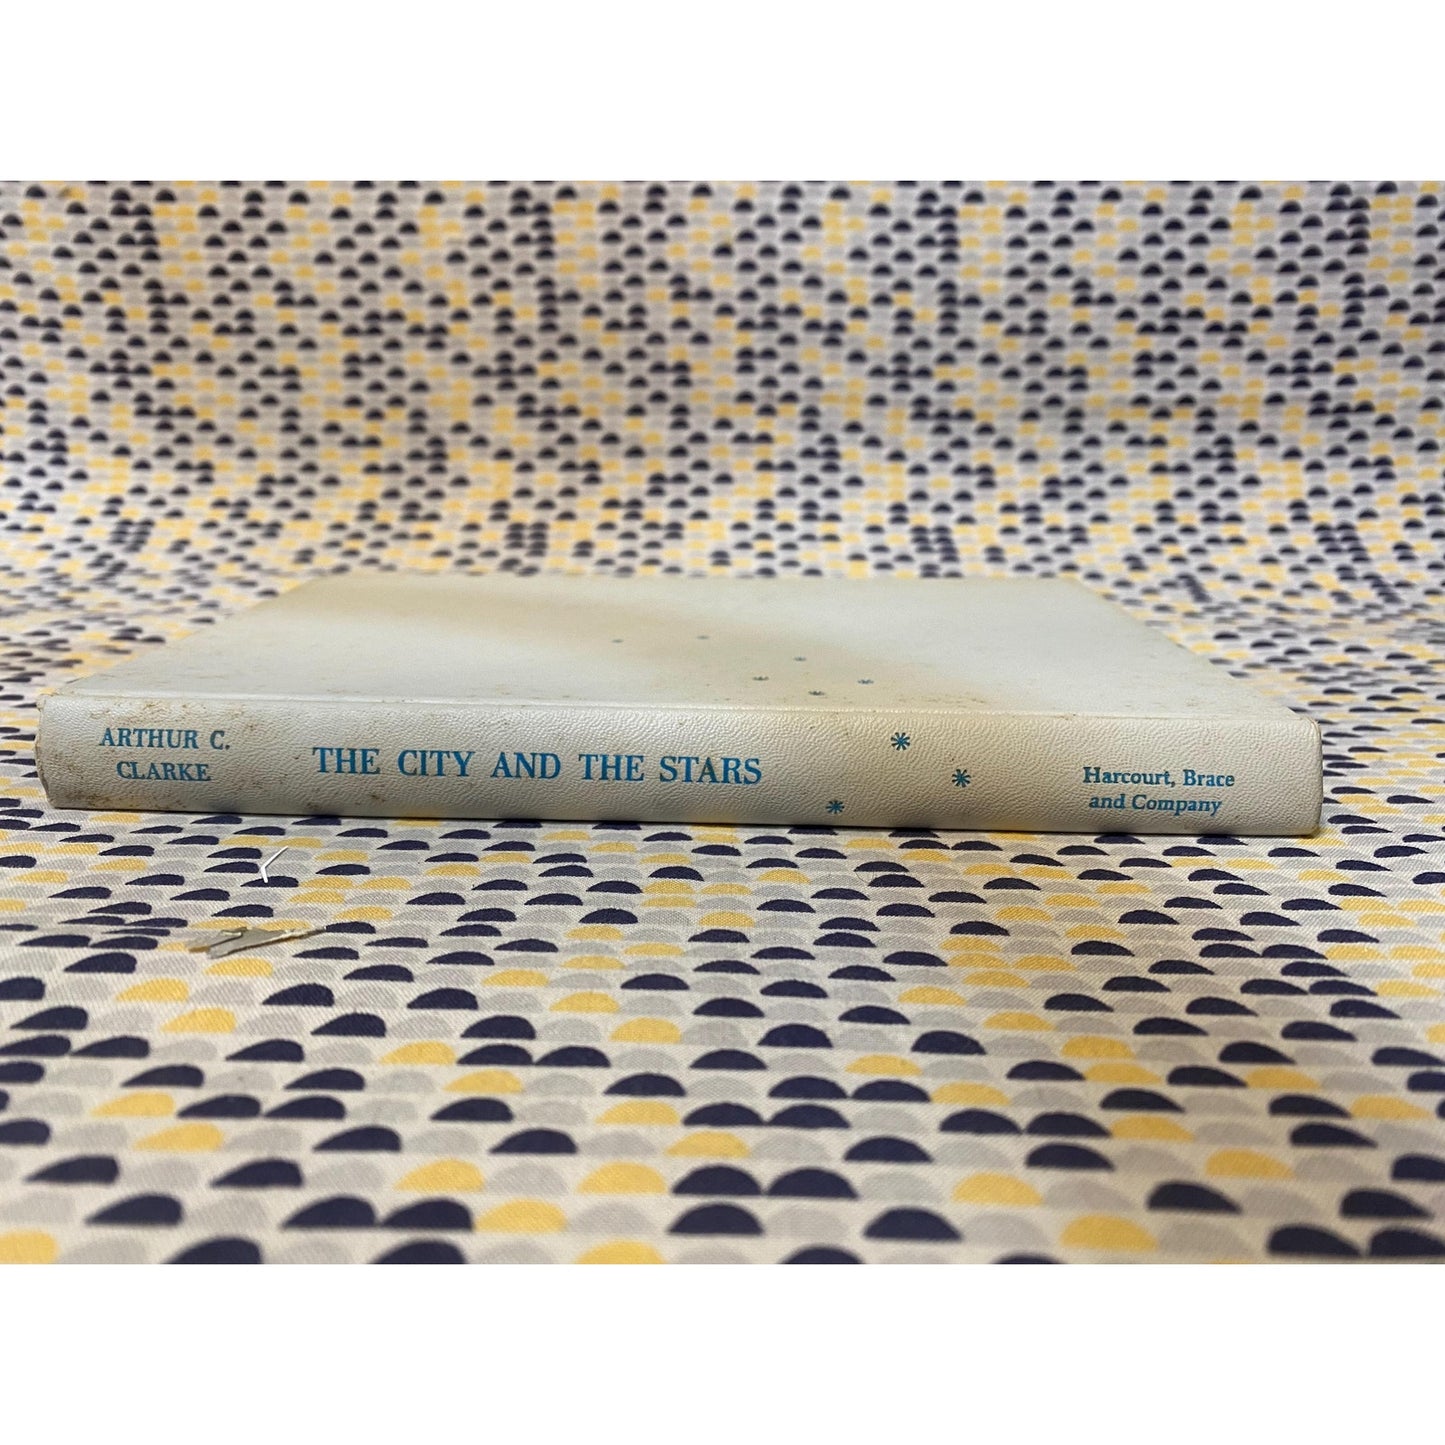 ARTHUR C.
CLARKE
THE CITY AND THE STARS
Harcourt, Brace
and Company